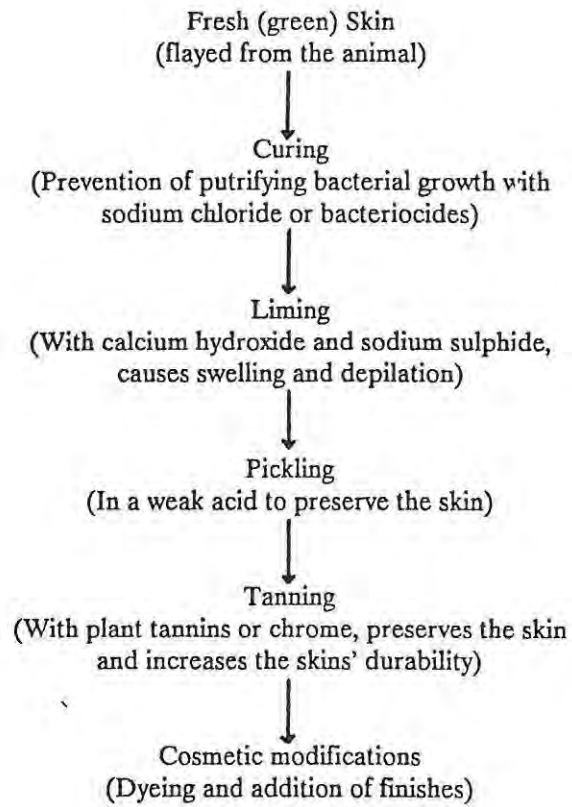 Fresh (green) Skin
(flayed from the animal)
Curing
(Prevention of putrifying bacterial growth with
sodium chloride or bacteriocides)
Liming
(With calcium hydroxide and sodium sulphide,
causes swelling and depilation)
Pickling
(In a weak acid to preserve the skin)
Tanning
(With plant tannins or chrome, preserves the skin
and increases the skins' durability)
Cosmetic modifications
(Dyeing and addition of finishes)